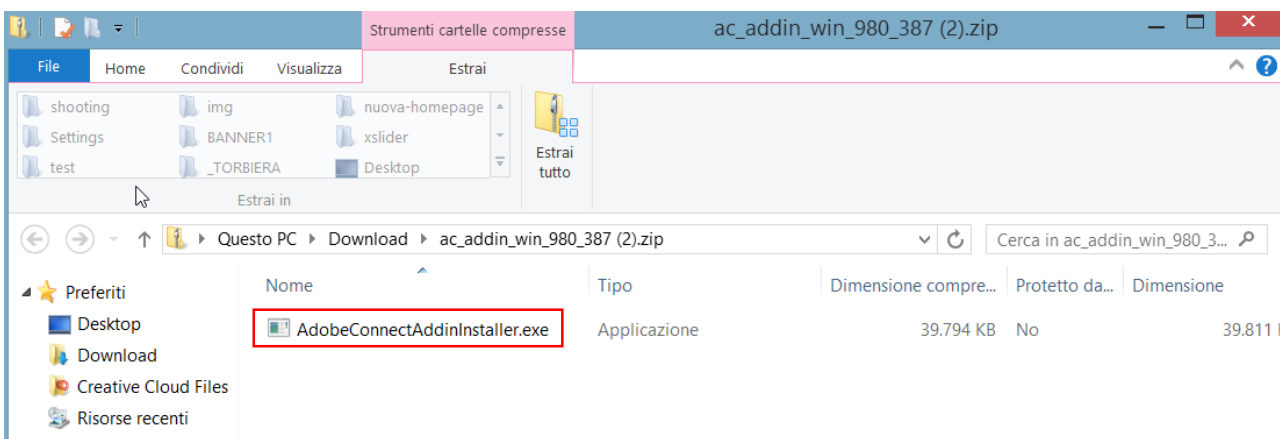 Strumenti cartelle compresse ac_addin_win_980_387 (2).zip
File Home Condividi Visualizza Estrai
shooting img nuova-homepage
Settings BANNER1 xslider
test _TORBIERA Desktop
Estrai
tutto
Estrai in
Questo PC Download ac_addin_win_980_387 (2).zip Cerca in ac_addin_win_980_3...
Preferiti Nome Tipo Dimensione compre... Protetto da... Dimensione
Desktop AdobeConnectAddinInstaller.exe Applicazione 39.794 KB No 39.811
Download
Creative Cloud Files
Risorse recenti